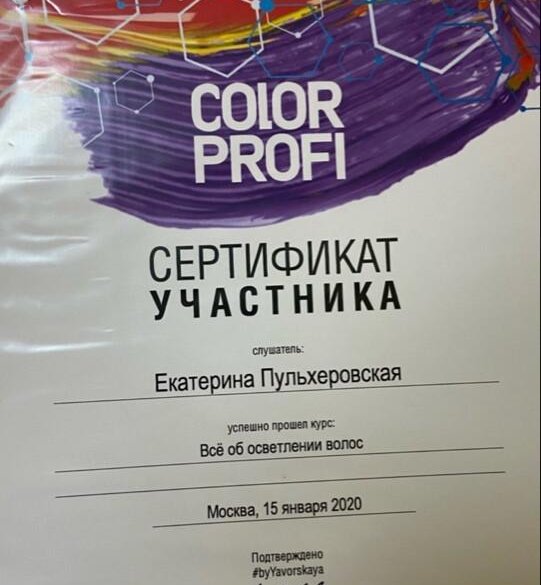 COLOR
PROFI
СЕРТИФИКАТ
УЧАСТНИКА
слушатель:
Екатерина Пульхеровская
успешно прошел курс:
Всё об осветлении волос
Москва, 15 января 2020
Подтверждено
#byYavorskaya